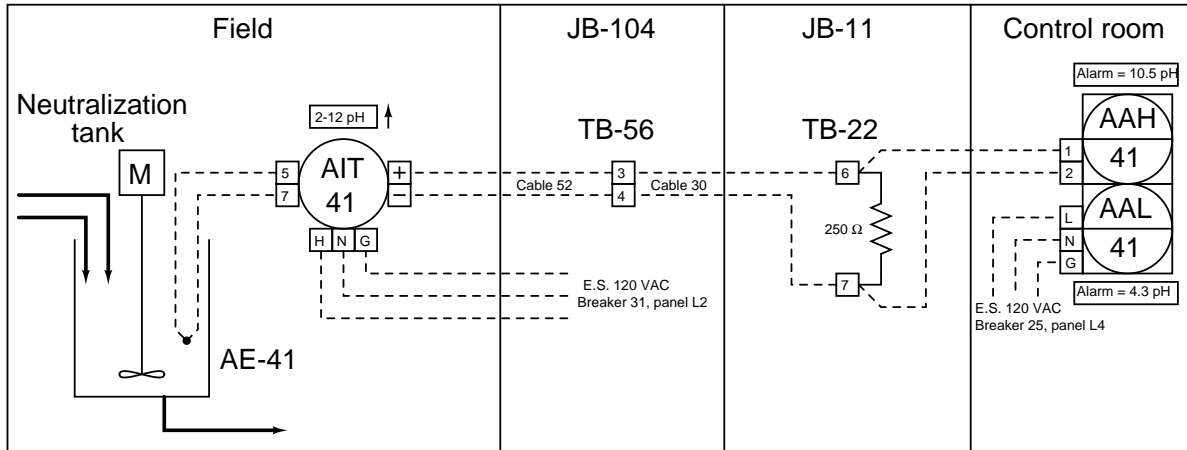 Field
JB-104
JB-11
Control room
Neutralization
tank
M
2-12 pH
AIT
41
5
7
+
−
H N G
E.S. 120 VAC
Breaker 31, panel L2
AE-41
TB-56
3
4
Cable 52
Cable 30
TB-22
6
250 Ω
7
Alarm = 10.5 pH
AAH
41
1
2
AAL
41
L
N
G
Alarm = 4.3 pH
E.S. 120 VAC
Breaker 25, panel L4